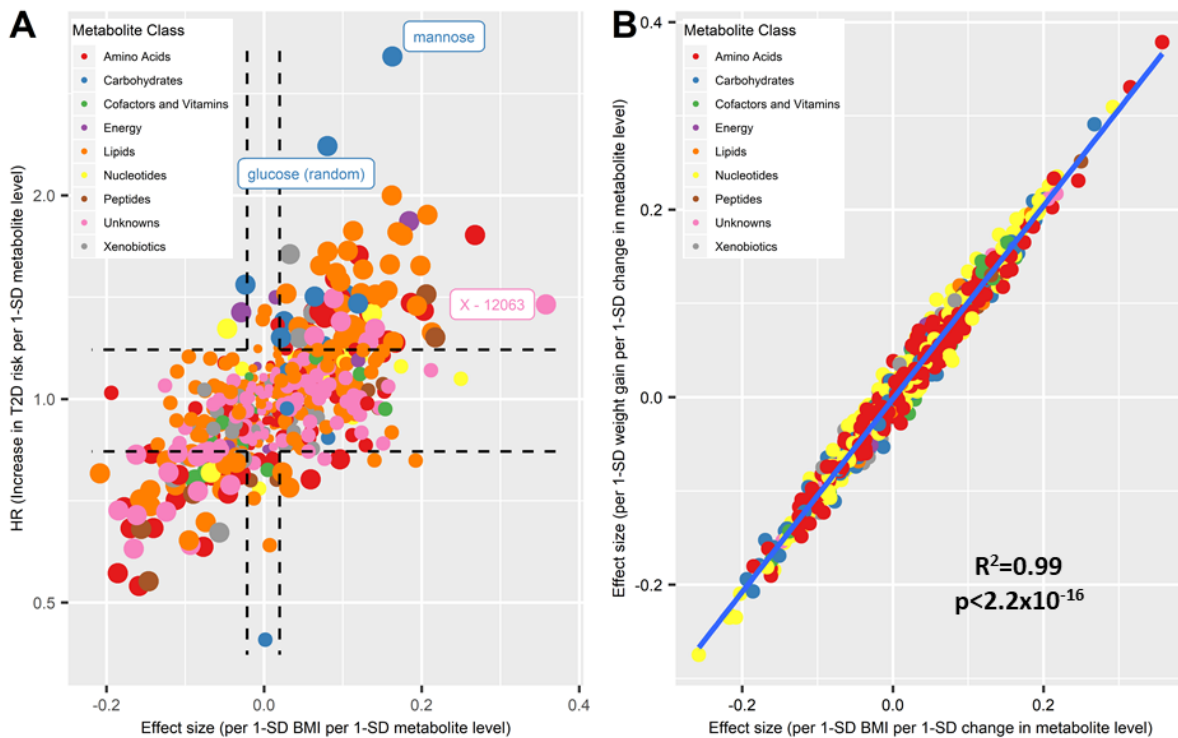 A
Metabolite Class
Amino Acids
Carbohydrates
Cofactors and Vitamins
Energy
Lipids
Nucleotides
Peptides
Unknowns
Xenobiotics
mannose
glucose (random)
X - 12063
HR (Increase in T2D risk per 1-SD metabolite level)
2.0
1.0
0.5
-0.2
0.0
0.2
0.4
Effect size (per 1-SD BMI per 1-SD metabolite level)
B
Metabolite Class
Amino Acids
Carbohydrates
Cofactors and Vitamins
Energy
Lipids
Nucleotides
Peptides
Unknowns
Xenobiotics
R²=0.99
p<2.2x10⁻¹⁶
Effect size (per 1-SD weight gain per 1-SD change in metabolite level)
0.4
0.2
0.0
-0.2
-0.2
0.0
0.2
Effect size (per 1-SD BMI per 1-SD change in metabolite level)